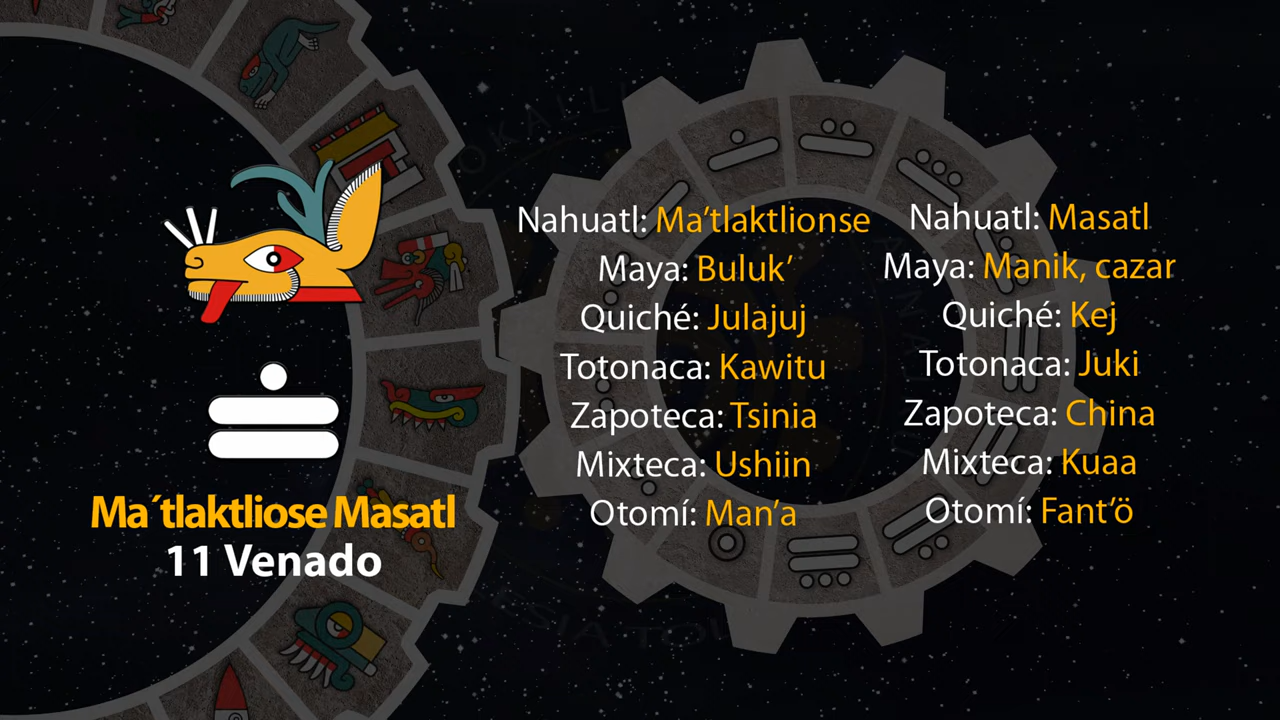 Ma´tlaktliose Masatl
11 Venado
Nahuatl: Ma’tlaktlionse
Maya: Buluk’
Quiché: Julajuj
Totonaca: Kawitu
Zapoteca: Tsinia
Mixteca: Ushiin
Otomí: Man’a
Nahuatl: Masatl
Maya: Manik, cazar
Quiché: Kej
Totonaca: Juki
Zapoteca: China
Mixteca: Kuaa
Otomí: Fant’ö